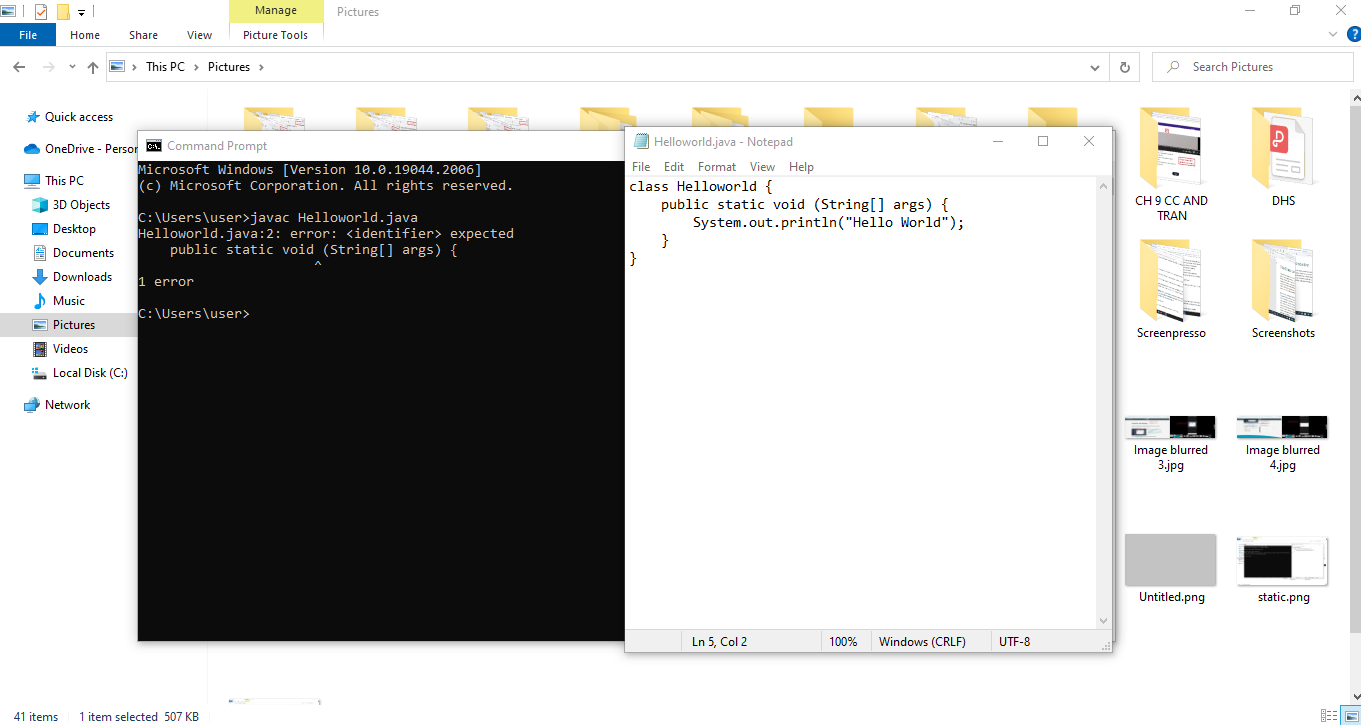 Manage
Pictures
File
Home
Share
View
Picture Tools
This PC
Pictures
Search Pictures
Quick access
OneDrive - Person
This PC
3D Objects
Desktop
Documents
Downloads
Music
Pictures
Videos
Local Disk (C:)
Network
Command Prompt
Microsoft Windows [Version 10.0.19044.2006]
(c) Microsoft Corporation. All rights reserved.
C:\Users\user>javac Helloworld.java
Helloworld.java:2: error: <identifier> expected
    public static void (String[] args) {
                      ^
1 error
C:\Users\user>
Helloworld.java - Notepad
File Edit Format View Help
class Helloworld {
    public static void (String[] args) {
        System.out.println("Hello World");
    }
}
Ln 5, Col 2
100%
Windows (CRLF)
UTF-8
CH 9 CC AND
TRAN
DHS
Screenpresso
Screenshots
Image blurred
3.jpg
Image blurred
4.jpg
Untitled.png
static.png
41 items
1 item selected 507 KB